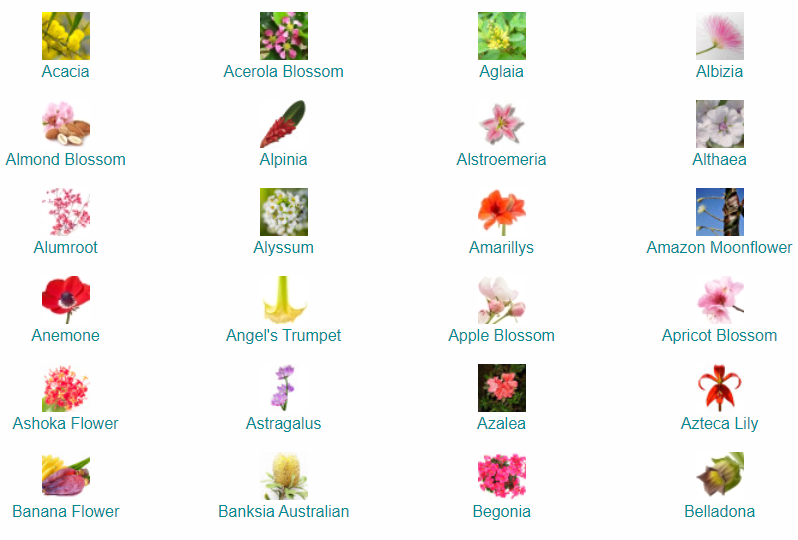 Acacia
Acerola Blossom
Aglaia
Albizia
Almond Blossom
Alpinia
Alstroemeria
Althaea
Alumroot
Alyssum
Amarillys
Amazon Moonflower
Anemone
Angel's Trumpet
Apple Blossom
Apricot Blossom
Ashoka Flower
Astragalus
Azalea
Azteca Lily
Banana Flower
Banksia Australian
Begonia
Belladona